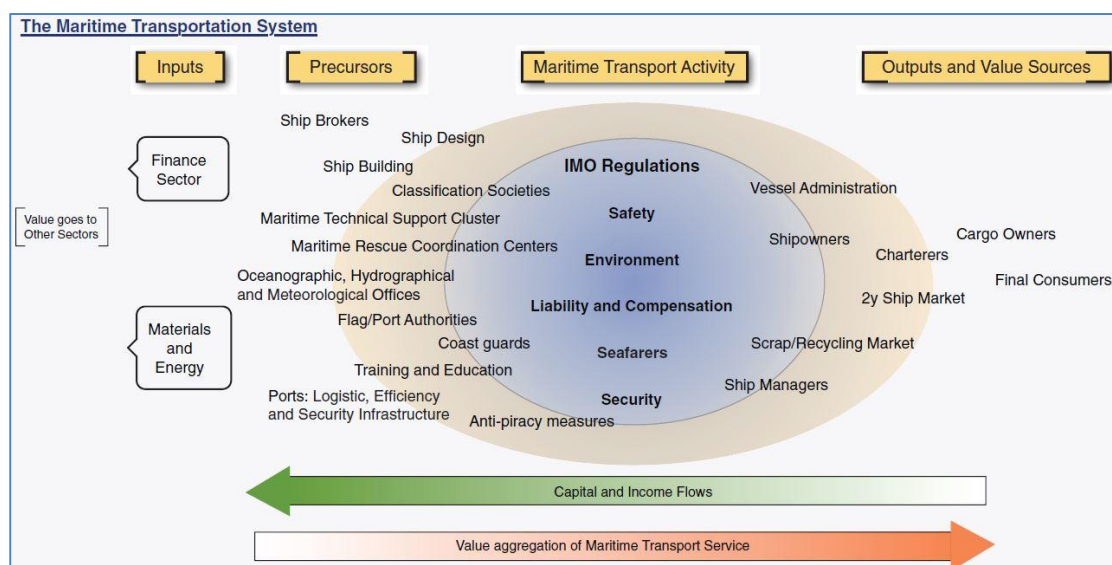 The Maritime Transportation System
Inputs
Precursors
Maritime Transport Activity
Outputs and Value Sources
Finance
Sector
Value goes to
Other Sectors
Materials
and
Energy
Ship Brokers
Ship Design
Ship Building
Classification Societies
Maritime Technical Support Cluster
Maritime Rescue Coordination Centers
Oceanographic, Hydrographical
and Meteorological Offices
Flag/Port Authorities
Coast guards
Training and Education
Ports: Logistic, Efficiency
and Security Infrastructure
Anti-piracy measures
IMO Regulations
Safety
Environment
Liability and Compensation
Seafarers
Security
Vessel Administration
Shipowners
Charterers
Cargo Owners
Final Consumers
2y Ship Market
Scrap/Recycling Market
Ship Managers
Capital and Income Flows
Value aggregation of Maritime Transport Service